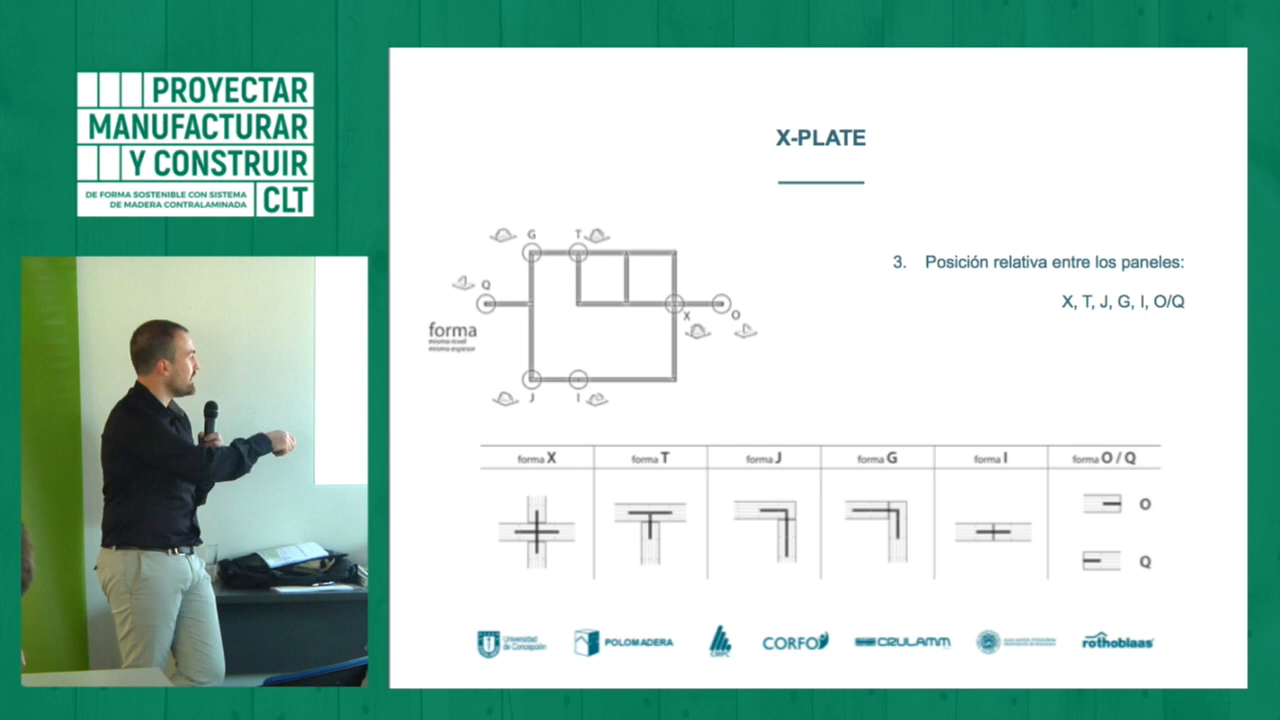 PROYECTAR
MANUFACTURAR
Y CONSTRUIR
DE FORMA SOSTENIBLE CON SISTEMA
DE MADERA CONTRALAMINADA
CLT
X-PLATE
3. Posición relativa entre los paneles:
X, T, J, G, I, O/Q
G
T
Q
X
O
forma
mismo nivel
mismo espesor
J
I
forma X
forma T
forma J
forma G
forma I
forma O / Q
O
Q
Universidad
de Concepción
POLOMADERA
CMPC
CORFO
CRULAMM
rothoblaas